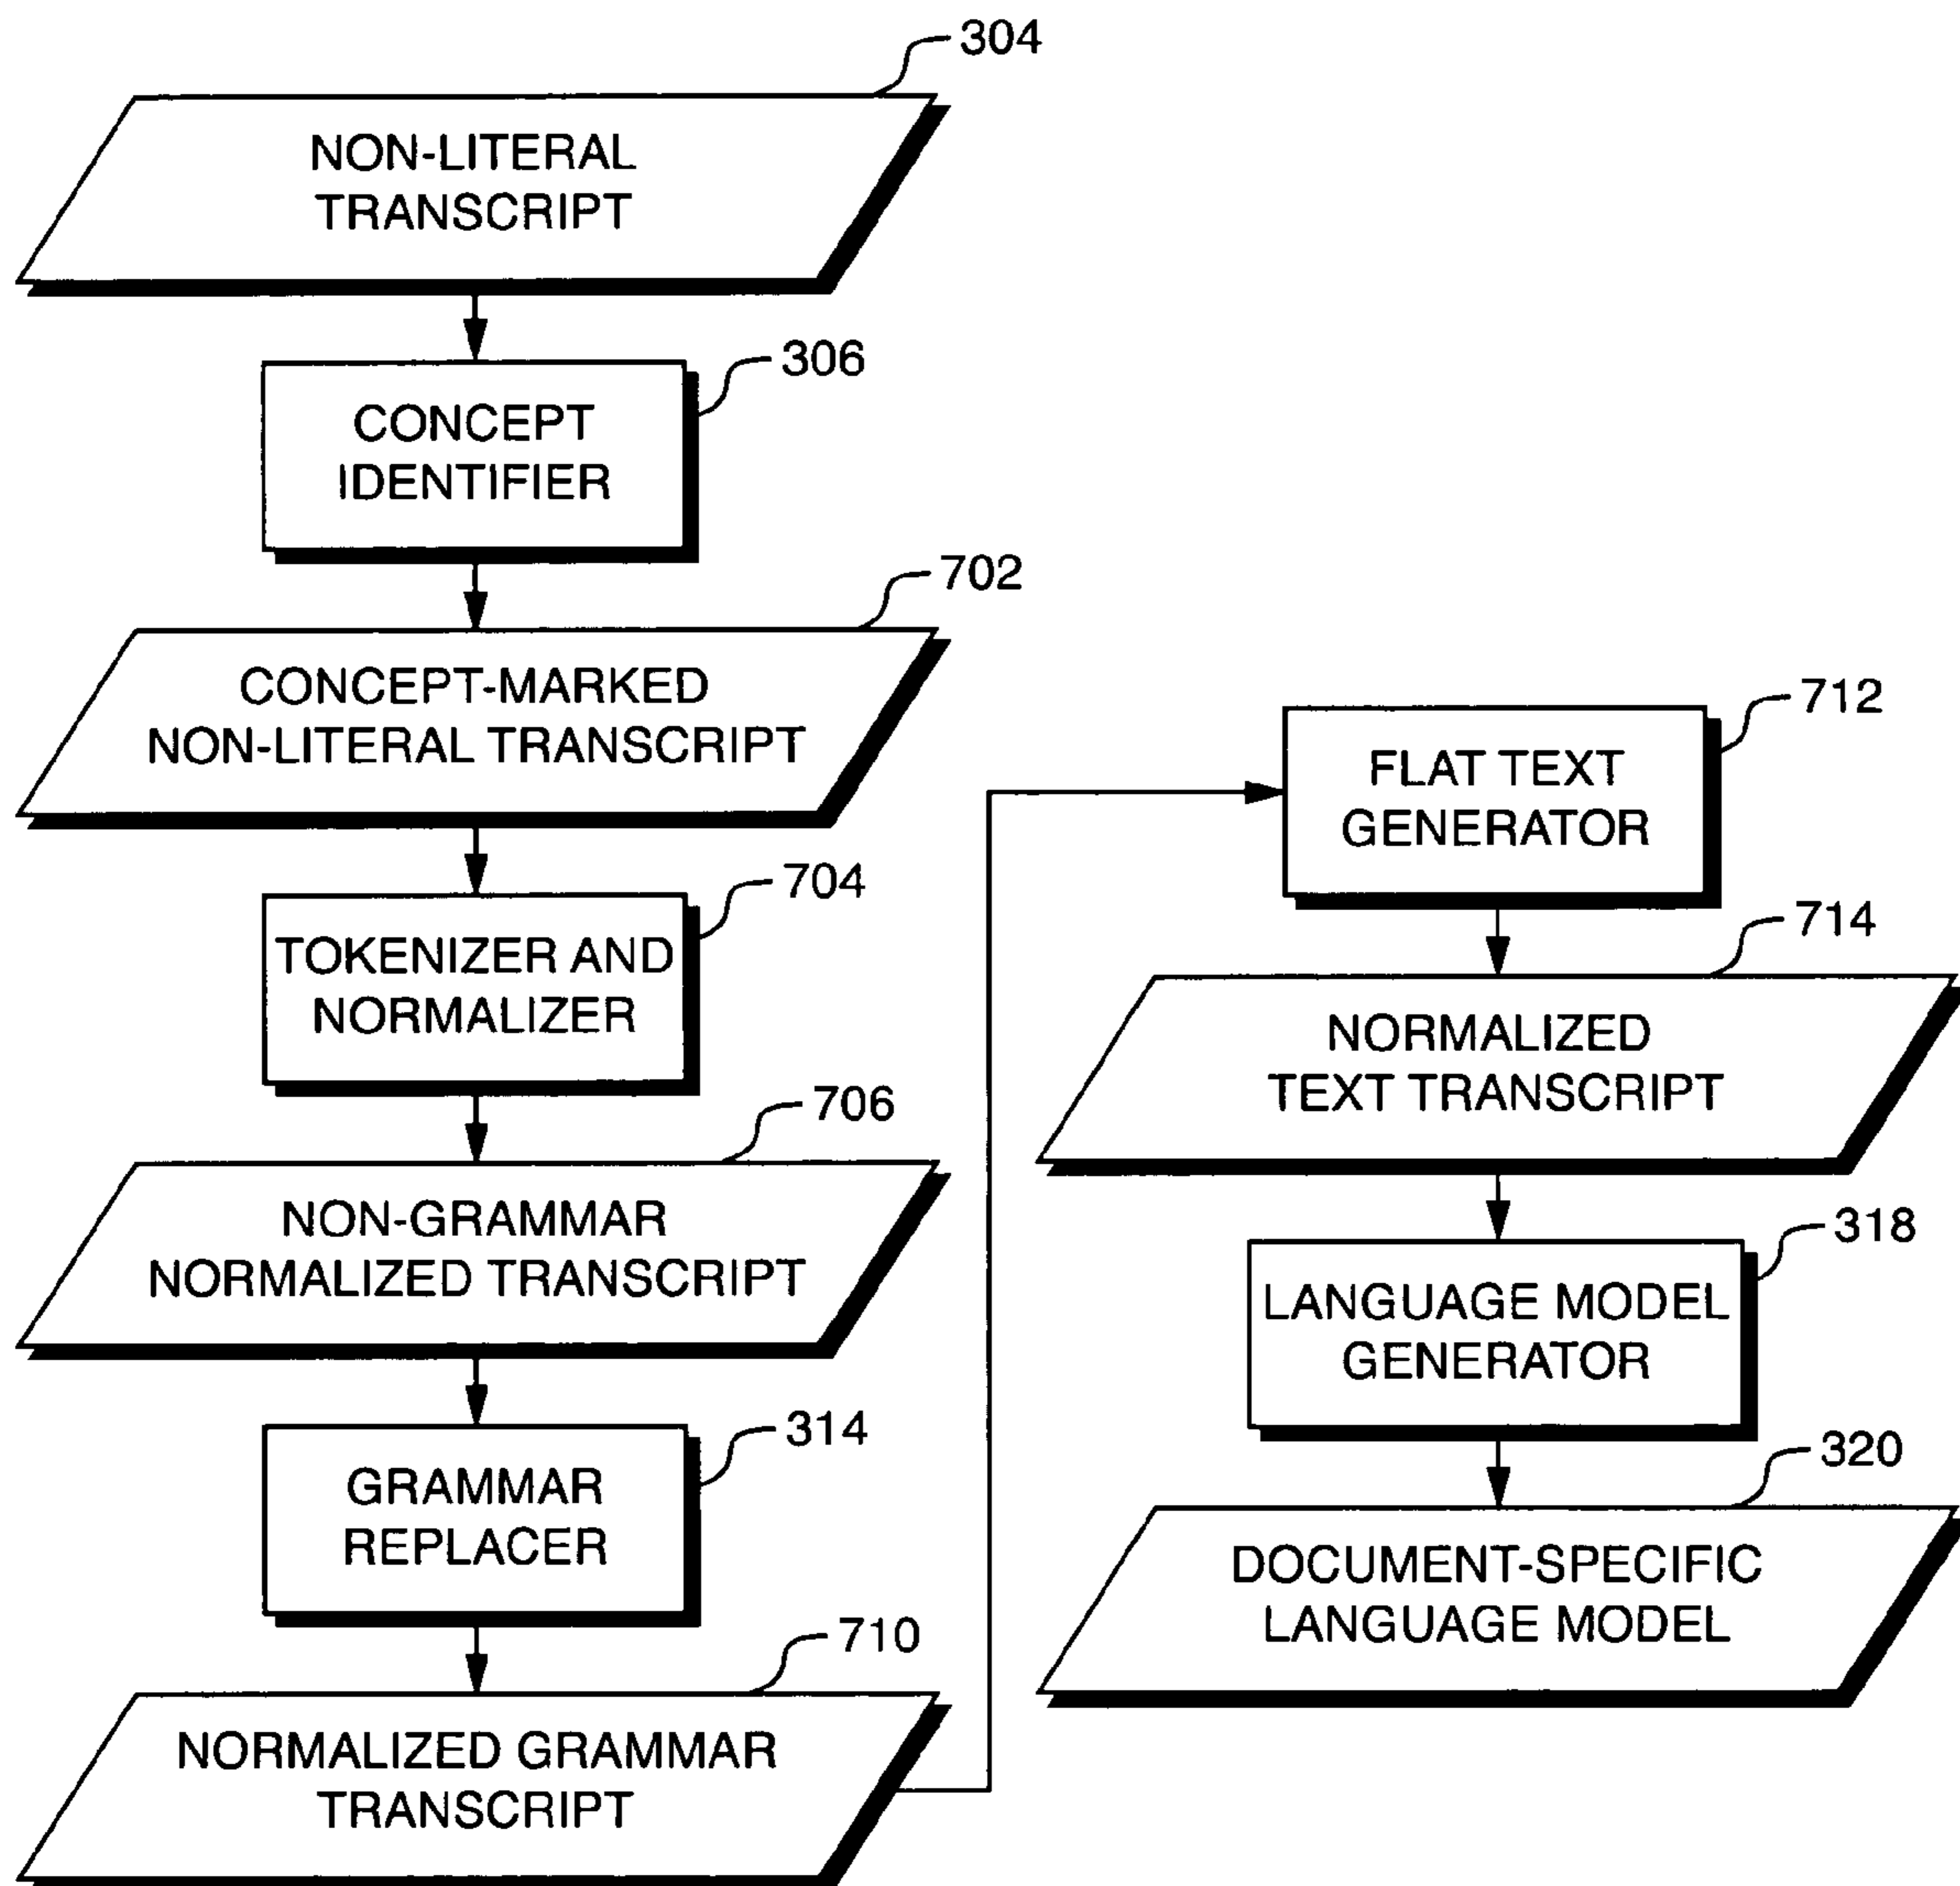 304
NON-LITERAL
TRANSCRIPT
306
CONCEPT
IDENTIFIER
702
CONCEPT-MARKED
NON-LITERAL TRANSCRIPT
704
TOKENIZER AND
NORMALIZER
706
NON-GRAMMAR
NORMALIZED TRANSCRIPT
314
GRAMMAR
REPLACER
710
NORMALIZED GRAMMAR
TRANSCRIPT
712
FLAT TEXT
GENERATOR
714
NORMALIZED
TEXT TRANSCRIPT
318
LANGUAGE MODEL
GENERATOR
320
DOCUMENT-SPECIFIC
LANGUAGE MODEL